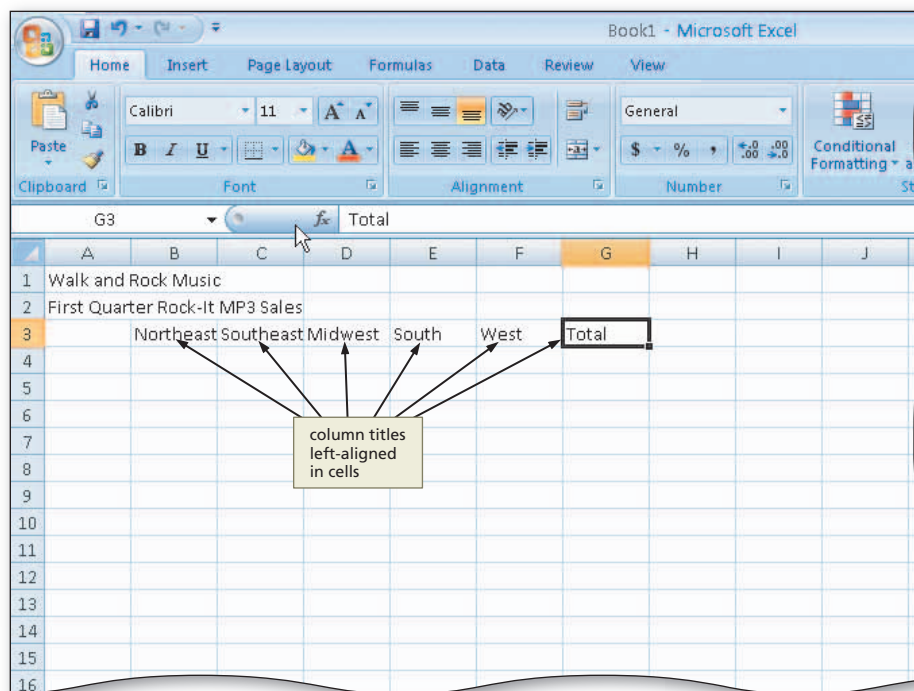 Book1 - Microsoft Excel
Home Insert Page Layout Formulas Data Review View
Calibri 11 A A General
Paste B I U A $ % , .00 .00 .0 Conditional
Formatting
Clipboard Font Alignment Number
G3 fx Total
A B C D E F G H I J
1 Walk and Rock Music
2 First Quarter Rock-It MP3 Sales
3 Northeast Southeast Midwest South West Total
4
5
6
7
8
9
10
11
12
13
14
15
16
column titles
left-aligned
in cells